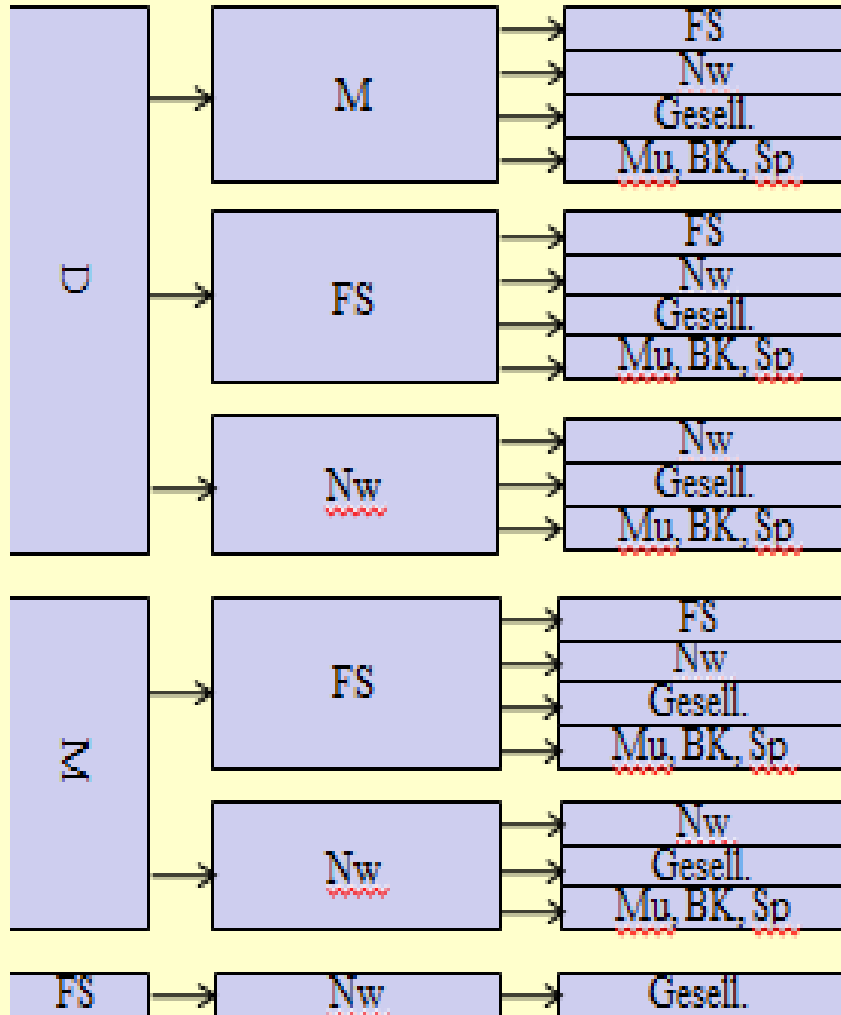 D
M
FS
Nw
Gesell.
Mu, BK, Sp
FS
FS
Nw
Gesell.
Mu, BK, Sp
Nw
Nw
Gesell.
Mu, BK, Sp
M
FS
FS
Nw
Gesell.
Mu, BK, Sp
Nw
Nw
Gesell.
Mu, BK, Sp
FS
Nw
Gesell.